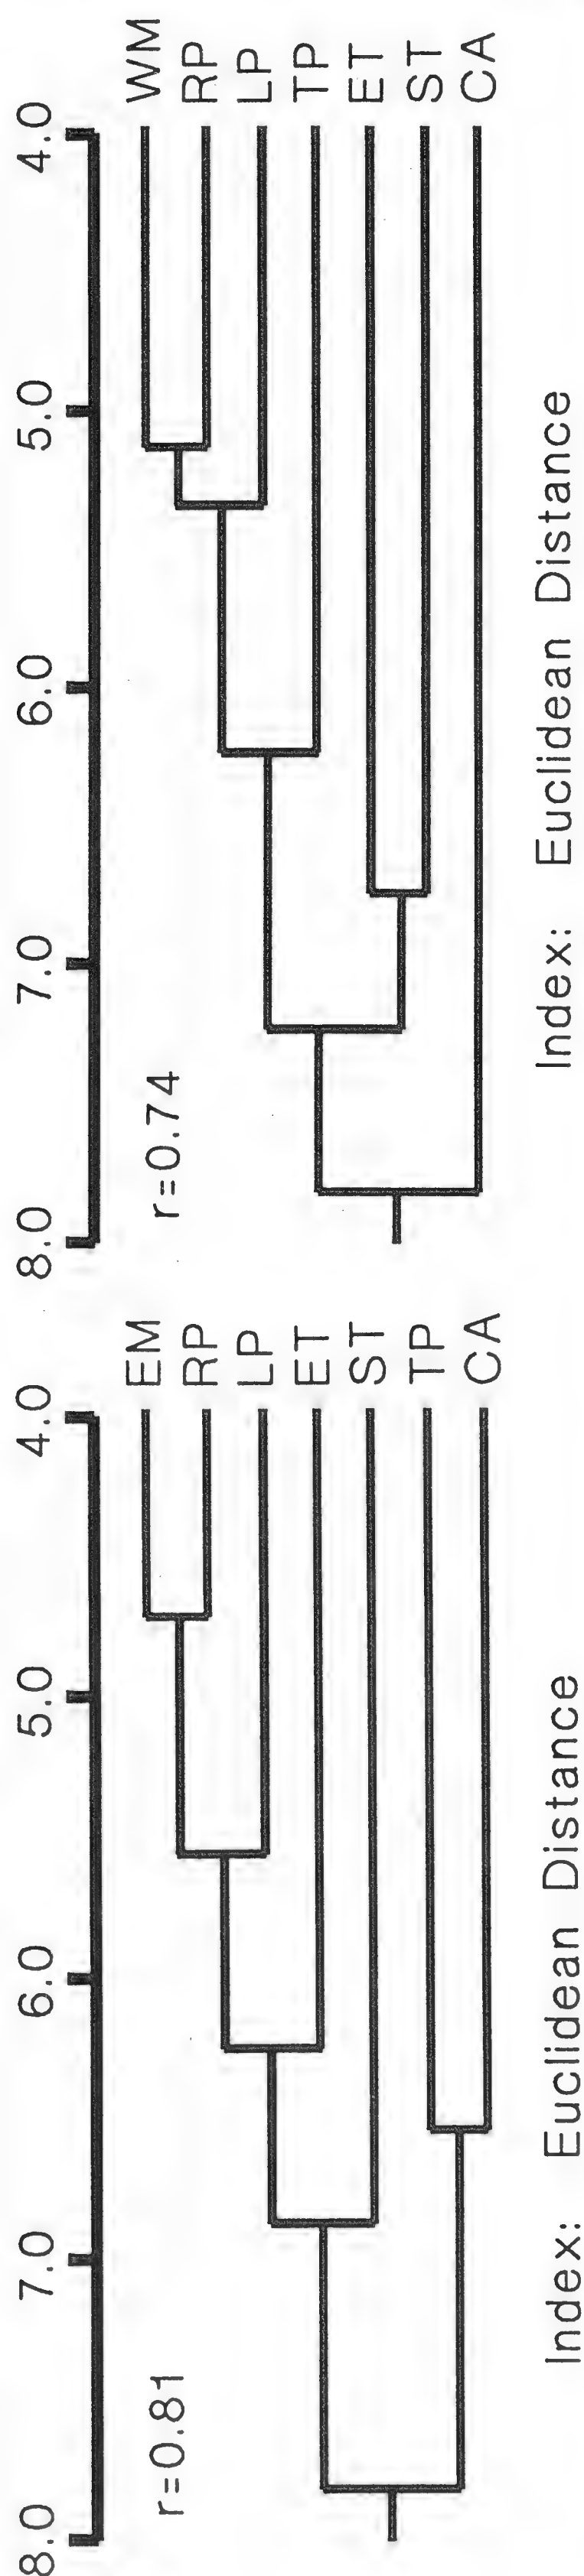 8.0 7.0 6.0 5.0 4.0
r=0.81
EM
RP
LP
ET
ST
TP
CA
Index: Euclidean Distance
8.0 7.0 6.0 5.0 4.0
r=0.74
WM
RP
LP
TP
ET
ST
CA
Index: Euclidean Distance